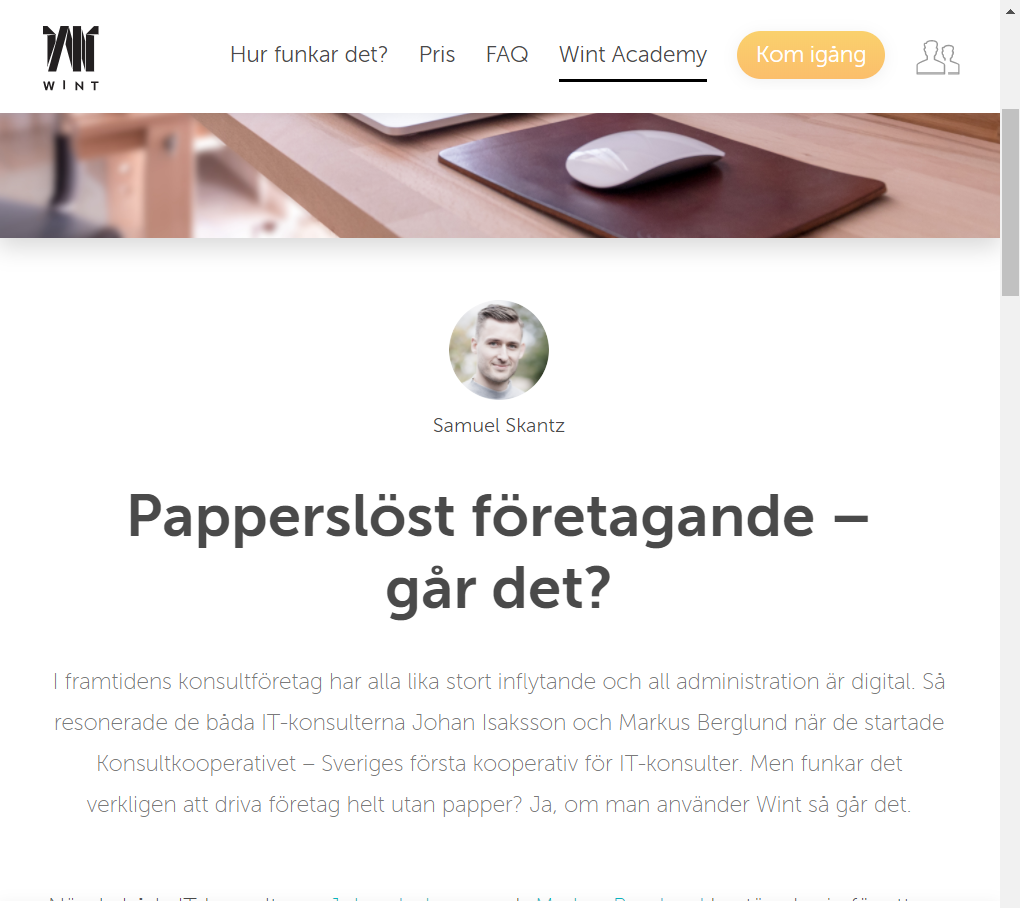 WINT
Hur funkar det?
Pris
FAQ
Wint Academy
Kom igång
Samuel Skantz
Papperslöst företagande –
går det?
I framtidens konsultföretag har alla lika stort inflytande och all administration är digital. Så
resonerade de båda IT-konsulterna Johan Isaksson och Markus Berglund när de startade
Konsultkooperativet – Sveriges första kooperativ för IT-konsulter. Men funkar det
verkligen att driva företag helt utan papper? Ja, om man använder Wint så går det.